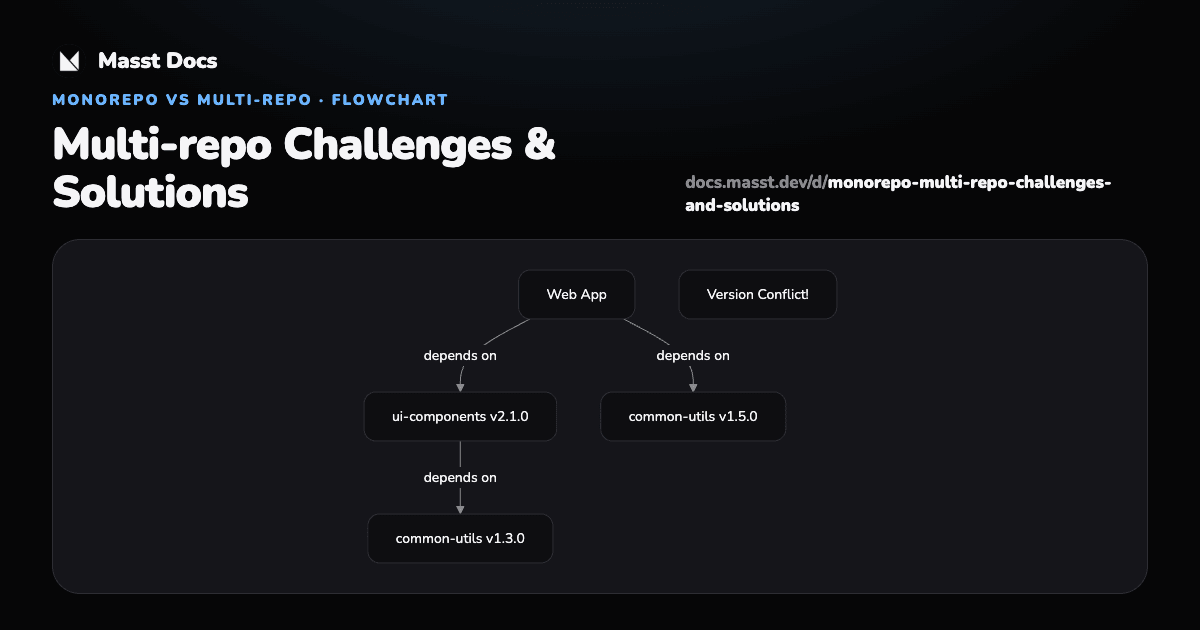 Masst Docs
MONOREPO VS MULTI-REPO · FLOWCHART
Multi-repo Challenges &
Solutions
docs.masst.dev/d/monorepo-multi-repo-challenges-
and-solutions
Web App
Version Conflict!
depends on
depends on
ui-components v2.1.0
common-utils v1.5.0
depends on
common-utils v1.3.0